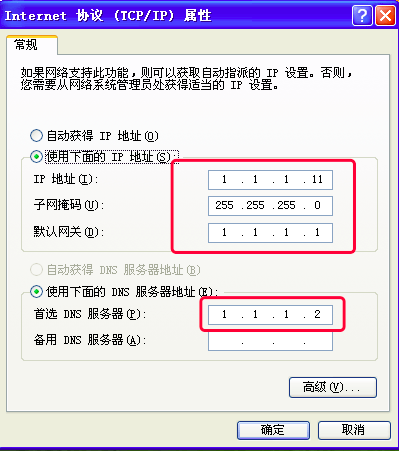 Internet 协议 (TCP/IP) 属性
常规
如果网络支持此功能，则可以获取自动指派的 IP 设置。否则，
您需要从网络系统管理员处获得适当的 IP 设置。
自动获得 IP 地址(O)
使用下面的 IP 地址(S):
IP 地址(I): 1 . 1 . 1 . 11
子网掩码(U): 255 . 255 . 255 . 0
默认网关(D): 1 . 1 . 1 . 1
自动获得 DNS 服务器地址(B)
使用下面的 DNS 服务器地址(E):
首选 DNS 服务器(P): 1 . 1 . 1 . 2
备用 DNS 服务器(A): . . .
高级(V)...
确定 取消